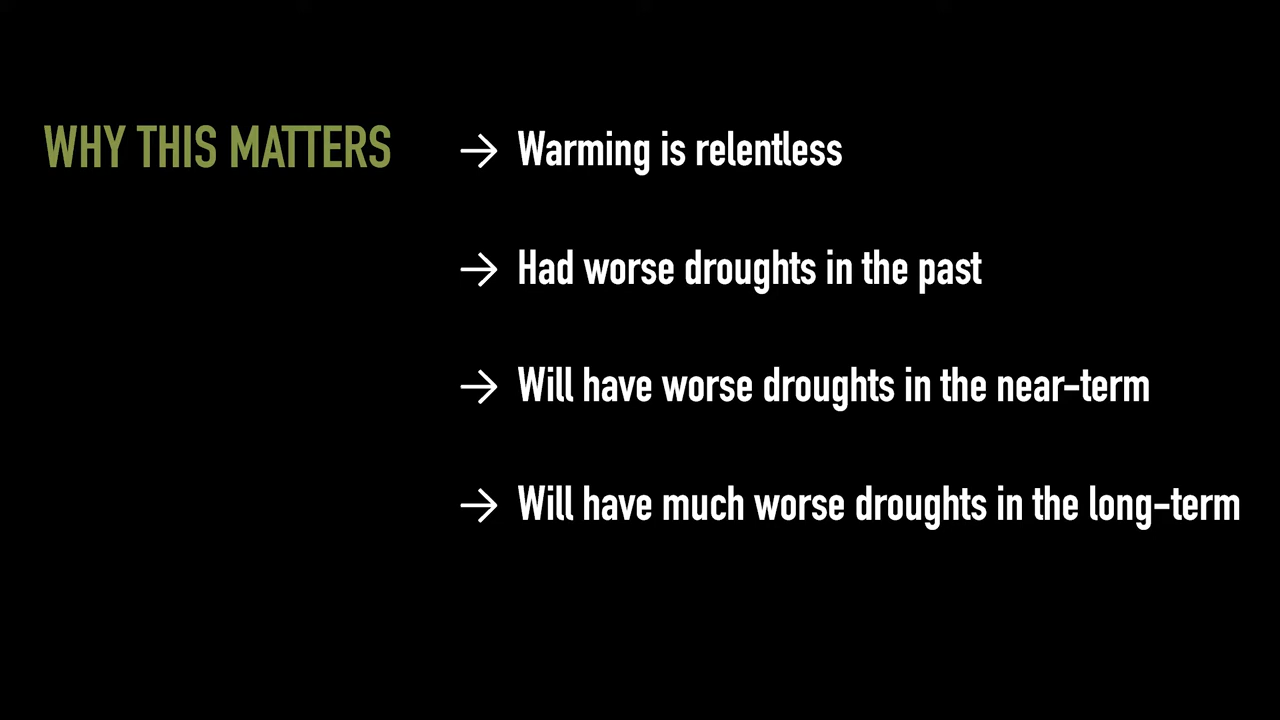 WHY THIS MATTERS
→ Warming is relentless
→ Had worse droughts in the past
→ Will have worse droughts in the near-term
→ Will have much worse droughts in the long-term